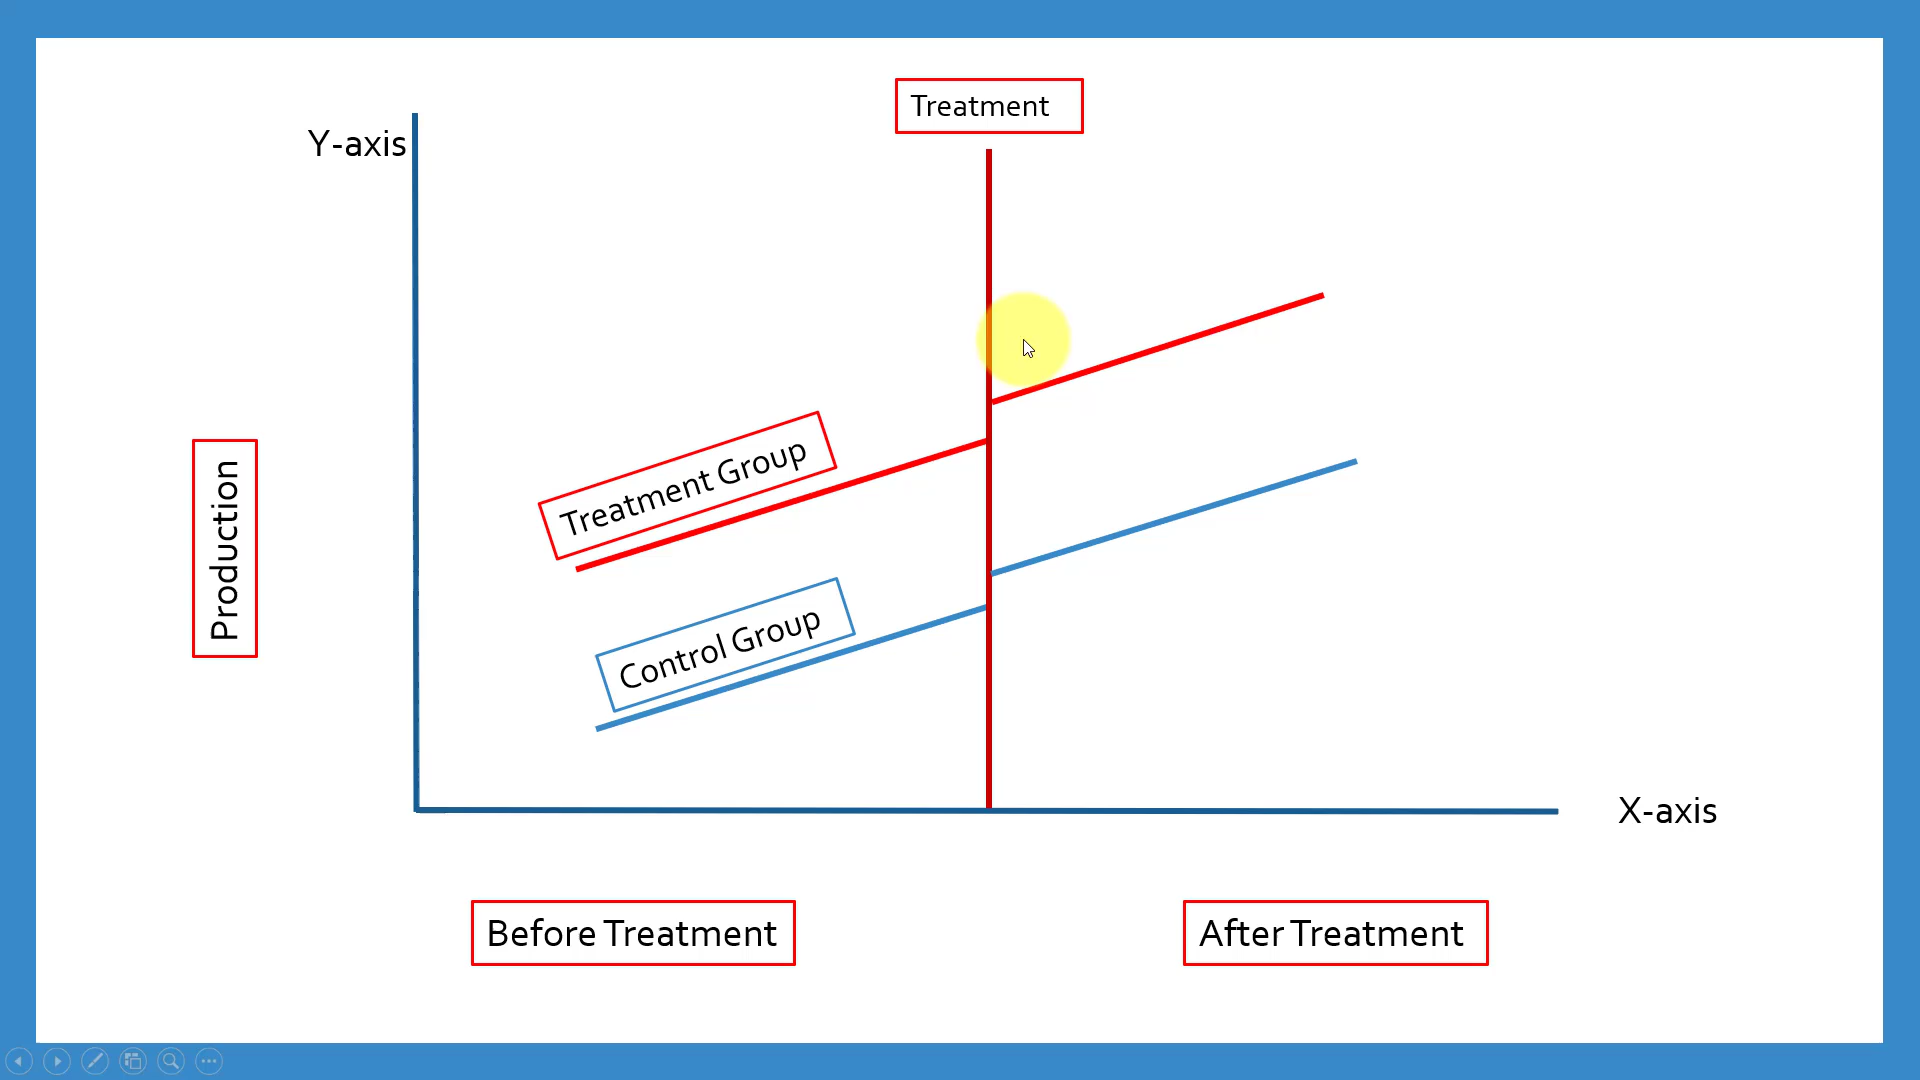 Treatment
Y-axis
Treatment Group
Production
Control Group
X-axis
Before Treatment
After Treatment